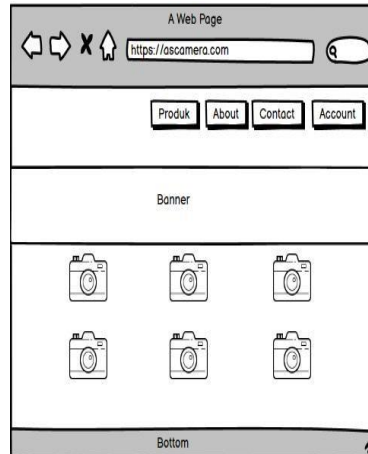 A Web Page
https://ascamera.com
Produk About Contact Account
Banner
Bottom